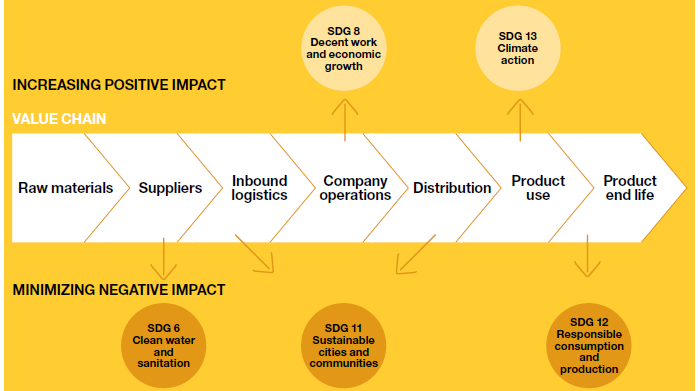 SDG 8
Decent work
and economic
growth
SDG 13
Climate
action
INCREASING POSITIVE IMPACT
VALUE CHAIN
Raw materials
Suppliers
Inbound
logistics
Company
operations
Distribution
Product
use
Product
end life
MINIMIZING NEGATIVE IMPACT
SDG 6
Clean water
and
sanitation
SDG 11
Sustainable
cities and
communities
SDG 12
Responsible
consumption
and
production